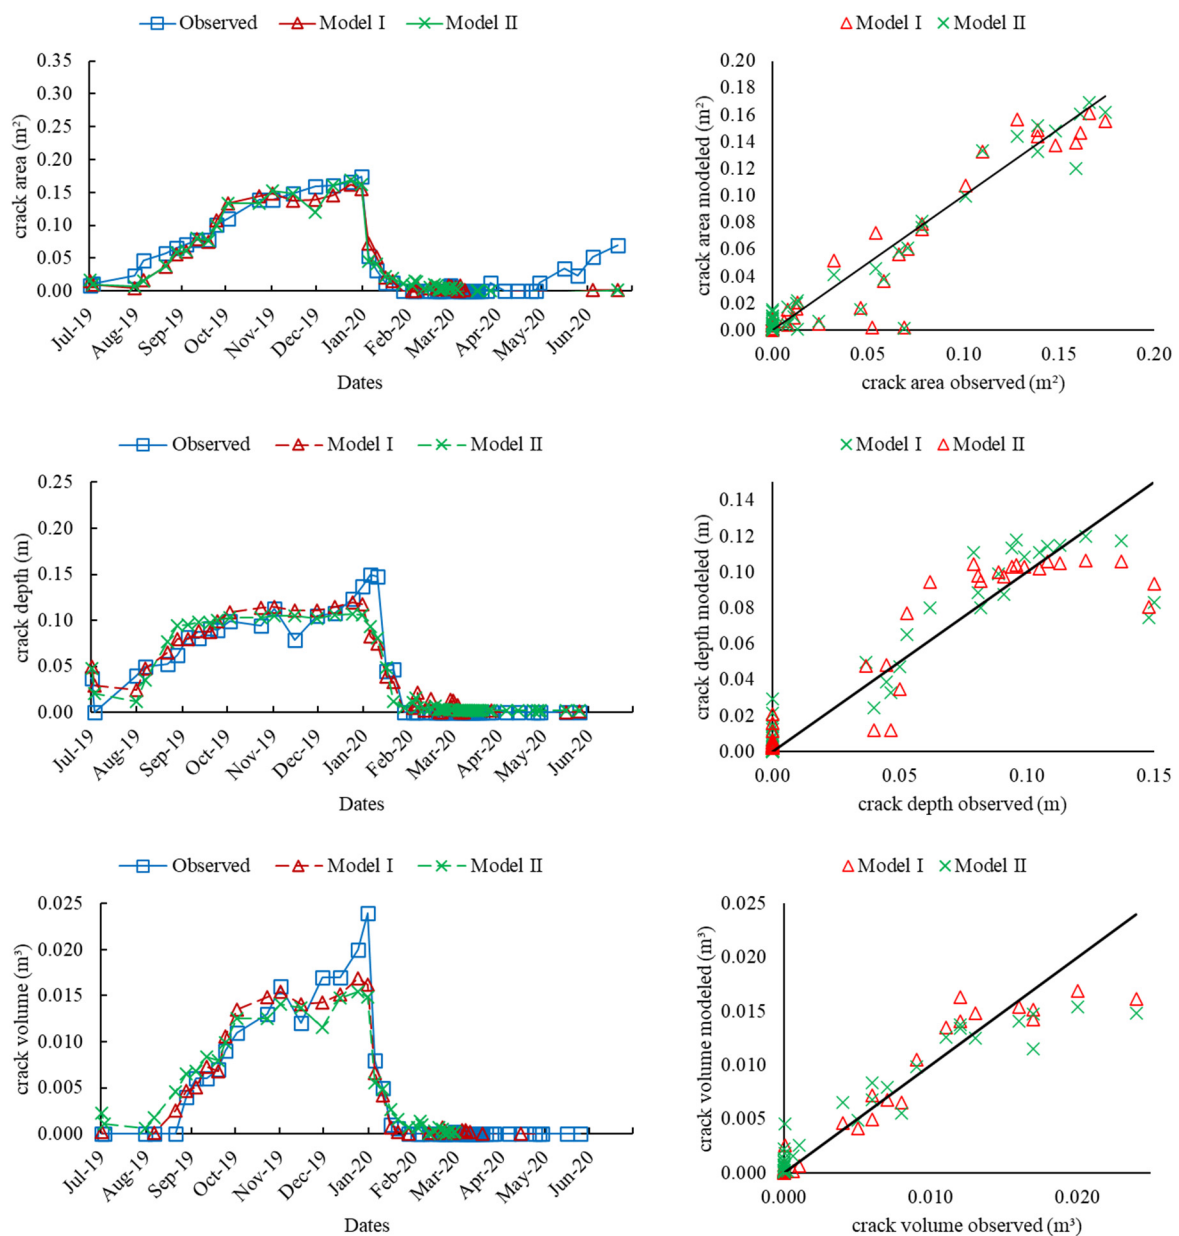 Observed Model I Model II
0.35
0.30
0.25
0.20
0.15
0.10
0.05
0.00
crack area (m²)
Jul-19 Aug-19 Sep-19 Oct-19 Nov-19 Dec-19 Jan-20 Feb-20 Mar-20 Apr-20 May-20 Jun-20
Dates
Model I Model II
0.20
0.18
0.16
0.14
0.12
0.10
0.08
0.06
0.04
0.02
0.00
crack area modeled (m²)
0.00 0.05 0.10 0.15 0.20
crack area observed (m²)
Observed Model I Model II
0.25
0.20
0.15
0.10
0.05
0.00
crack depth (m)
Jul-19 Aug-19 Sep-19 Oct-19 Nov-19 Dec-19 Jan-20 Feb-20 Mar-20 Apr-20 May-20 Jun-20
Dates
Model I Model II
0.14
0.12
0.10
0.08
0.06
0.04
0.02
0.00
crack depth modeled (m)
0.00 0.05 0.10 0.15
crack depth observed (m)
Observed Model I Model II
0.025
0.020
0.015
0.010
0.005
0.000
crack volume (m³)
Jul-19 Aug-19 Sep-19 Oct-19 Nov-19 Dec-19 Jan-20 Feb-20 Mar-20 Apr-20 May-20 Jun-20
Dates
Model I Model II
0.025
0.020
0.015
0.010
0.005
0.000
crack volume modeled (m³)
0.000 0.010 0.020
crack volume observed (m³)